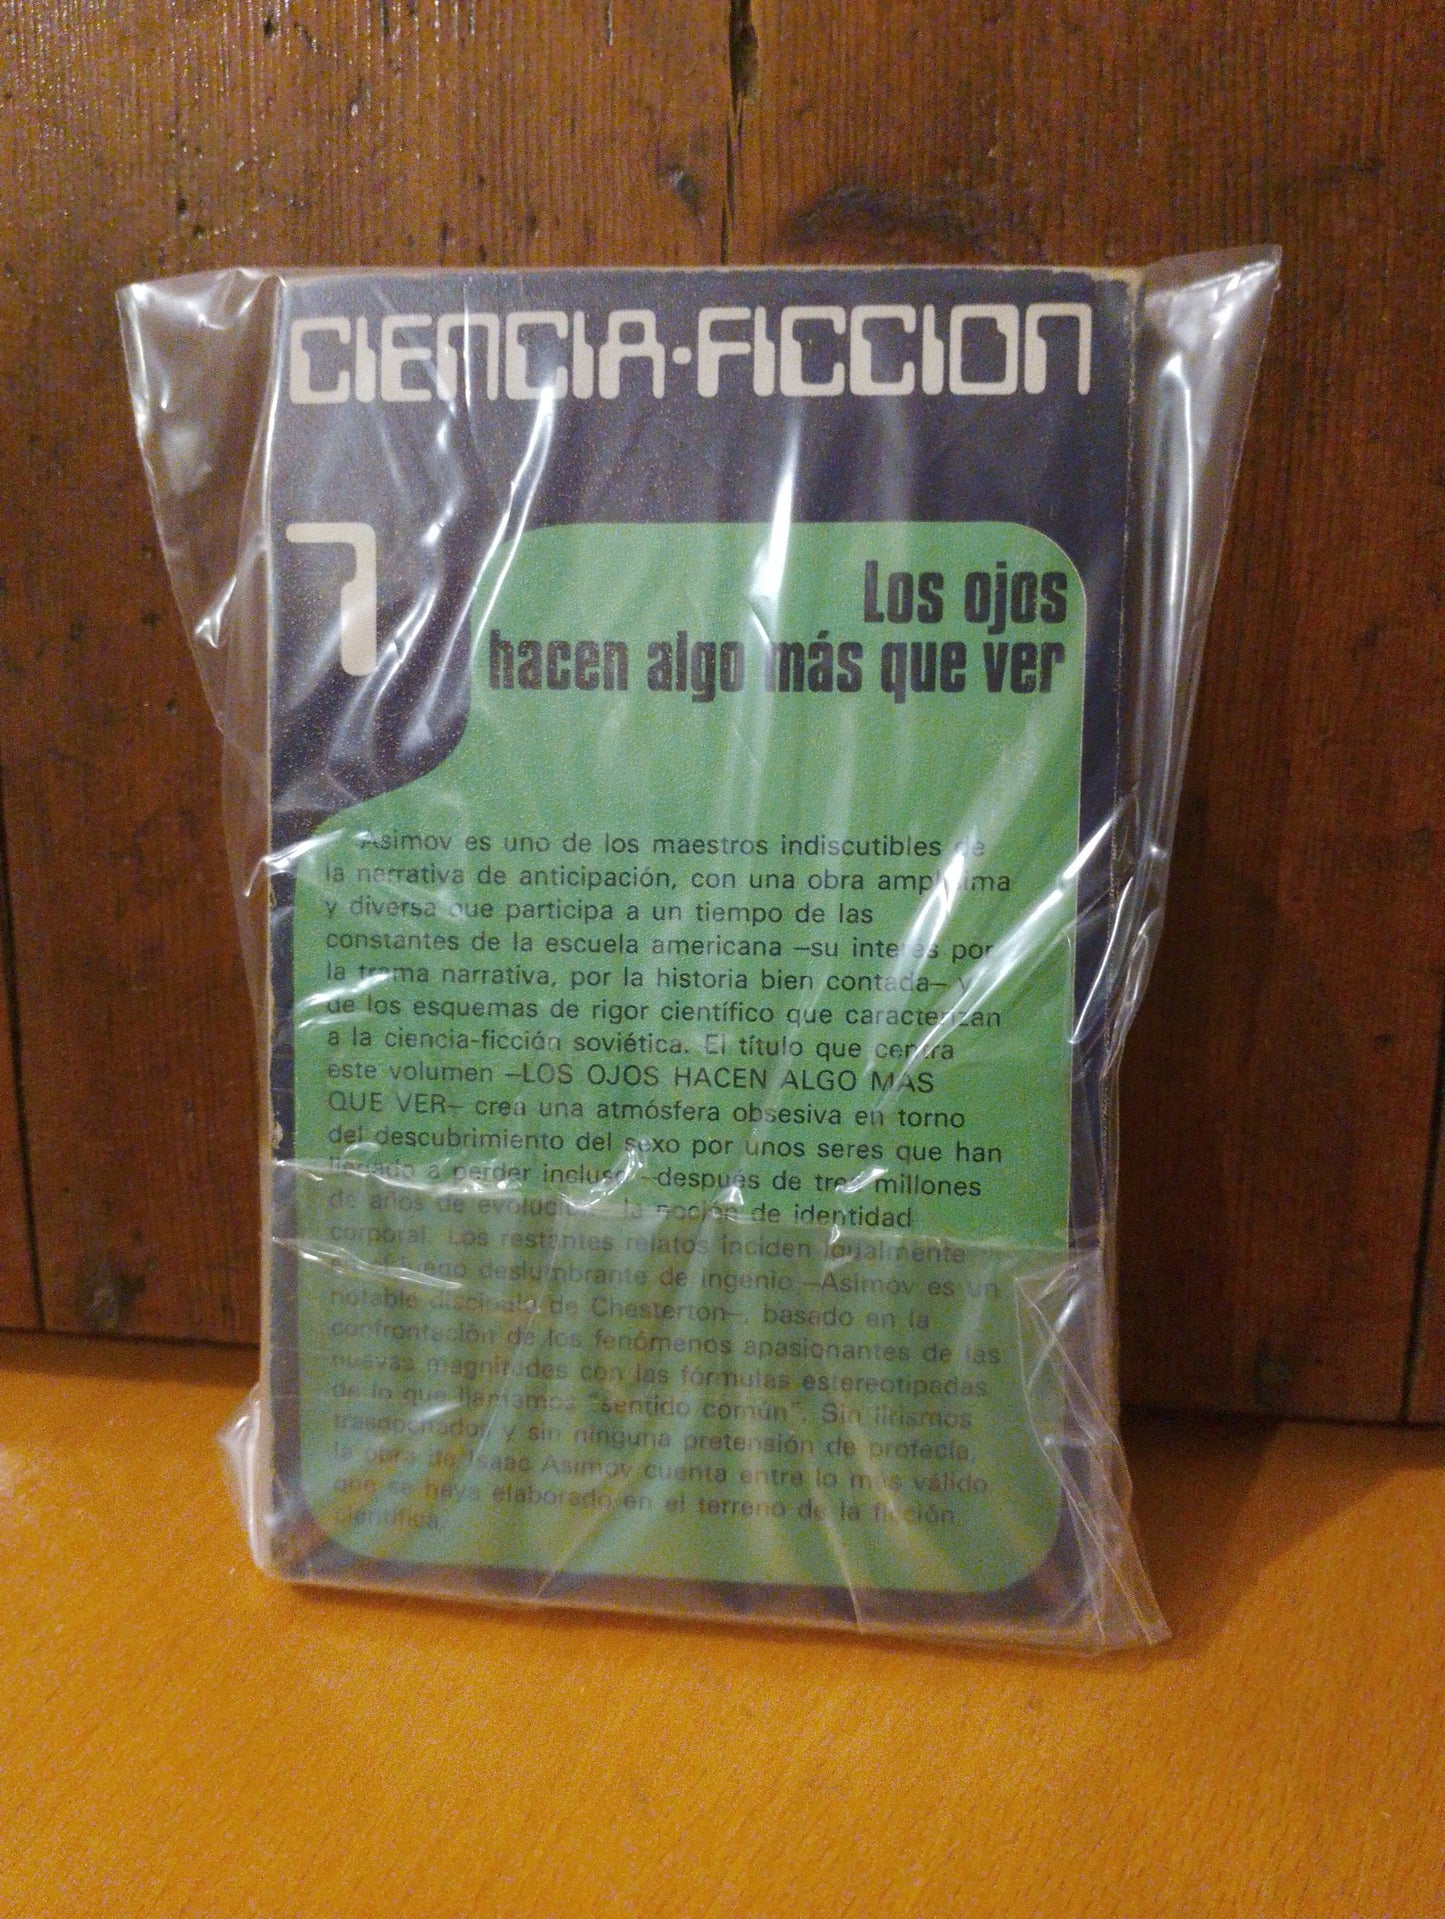 CIENCIA·FICCION
7
Los ojos
hacen algo más que ver
Asimov es uno de los maestros indiscutibles de
la narrativa de anticipación, con una obra amplísima
y diversa que participa a un tiempo de las
constantes de la escuela americana —su interés por
la trama narrativa, por la historia bien contada— y
de los esquemas de rigor científico que caracterizan
a la ciencia-ficción soviética. El título que centra
este volumen —LOS OJOS HACEN ALGO MAS
QUE VER— crea una atmósfera obsesiva en torno
del descubrimiento del sexo por unos seres que han
llegado a perder incluso —después de tres millones
de años de evolución— la noción de identidad
corporal. Los restantes relatos inciden igualmente
en el juego deslumbrante de ingenio —Asimov es un
notable discípulo de Chesterton—, basado en la
confrontación de los fenómenos apasionantes de las
nuevas magnitudes con las fórmulas estereotipadas
de lo que llamamos "sentido común". Sin lirismos
trasnochados y sin ninguna pretensión de profecía,
la obra de Isaac Asimov cuenta entre lo más válido
que se haya elaborado en el terreno de la ficción
científica.